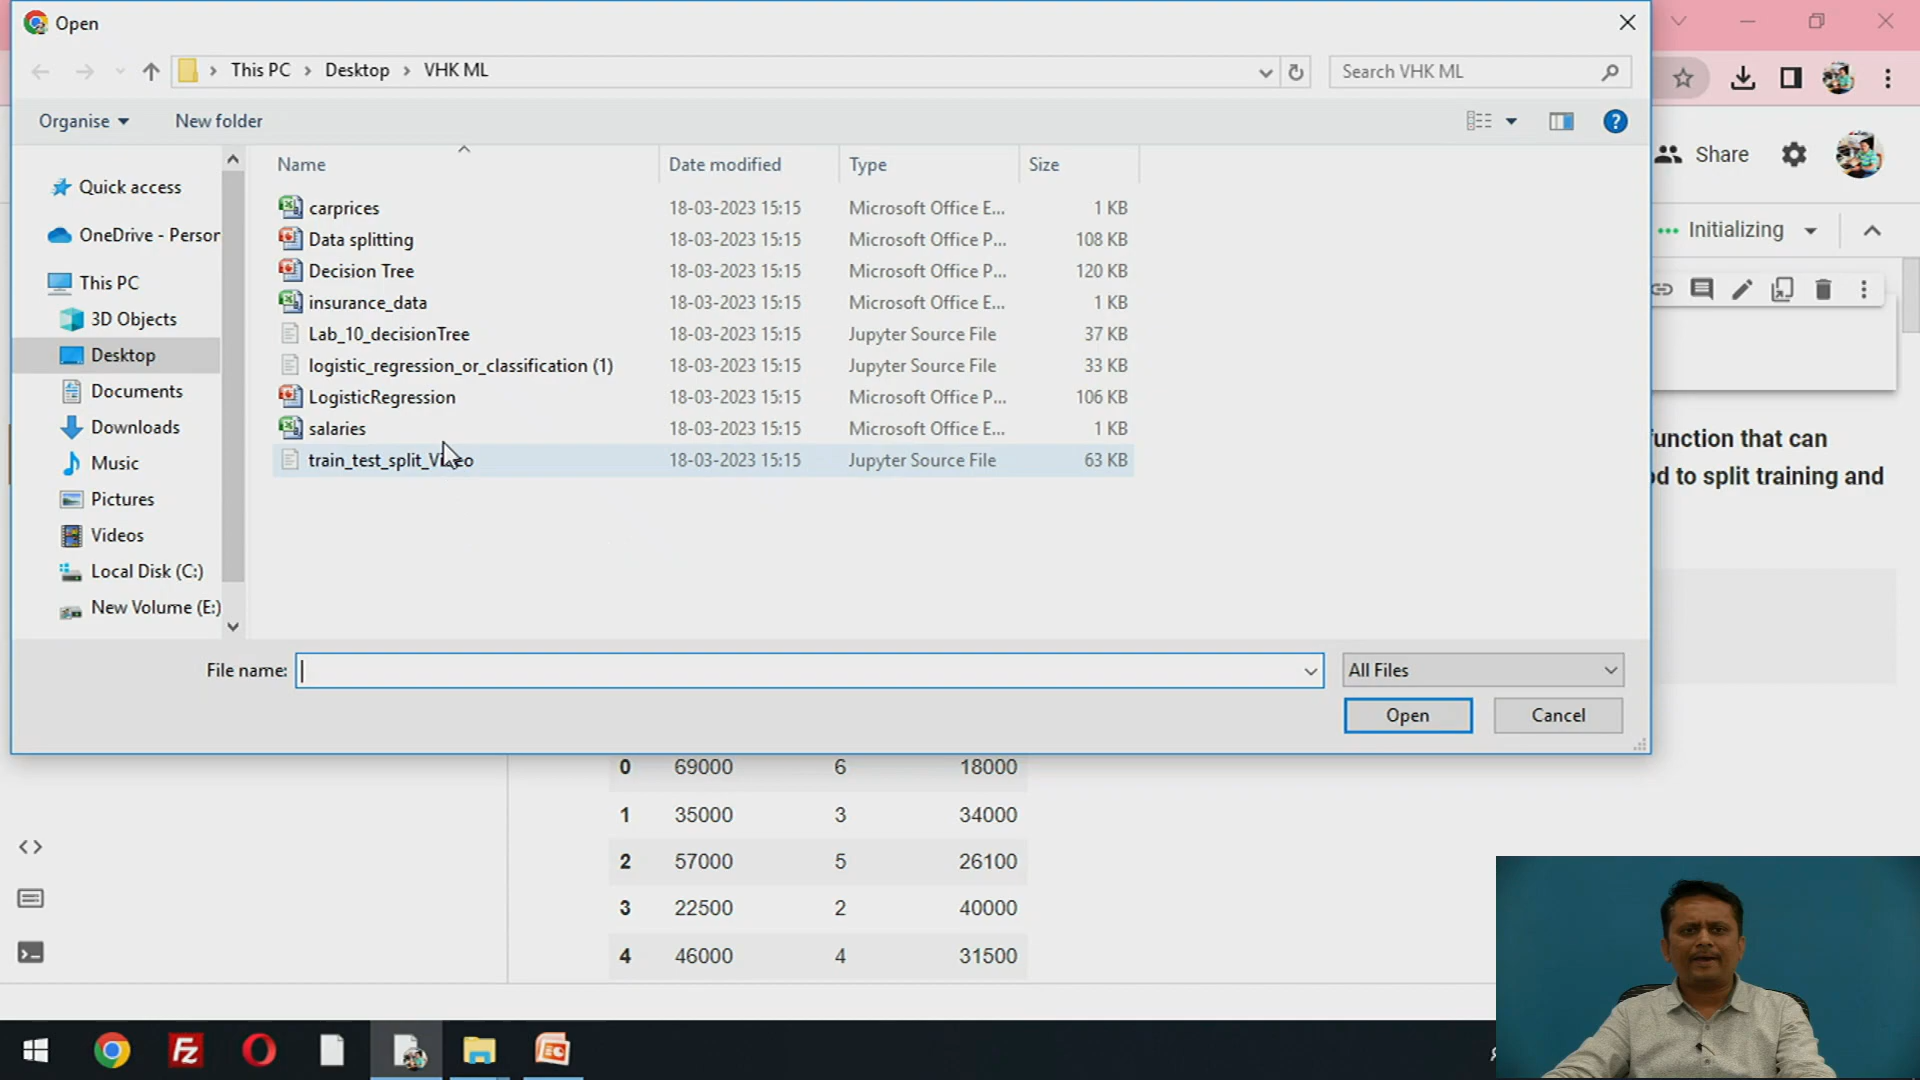 Open
This PC > Desktop > VHK ML
Search VHK ML
Organise
New folder
Name
Date modified
Type
Size
Quick access
OneDrive - Person
This PC
3D Objects
Desktop
Documents
Downloads
Music
Pictures
Videos
Local Disk (C:)
New Volume (E:)
carprices 18-03-2023 15:15 Microsoft Office E... 1 KB
Data splitting 18-03-2023 15:15 Microsoft Office P... 108 KB
Decision Tree 18-03-2023 15:15 Microsoft Office P... 120 KB
insurance_data 18-03-2023 15:15 Microsoft Office E... 1 KB
Lab_10_decisionTree 18-03-2023 15:15 Jupyter Source File 37 KB
logistic_regression_or_classification (1) 18-03-2023 15:15 Jupyter Source File 33 KB
LogisticRegression 18-03-2023 15:15 Microsoft Office P... 106 KB
salaries 18-03-2023 15:15 Microsoft Office E... 1 KB
train_test_split_Video 18-03-2023 15:15 Jupyter Source File 63 KB
File name:
All Files
Open
Cancel
Share
Initializing
function that can
to split training and
0 69000 6 18000
1 35000 3 34000
2 57000 5 26100
3 22500 2 40000
4 46000 4 31500